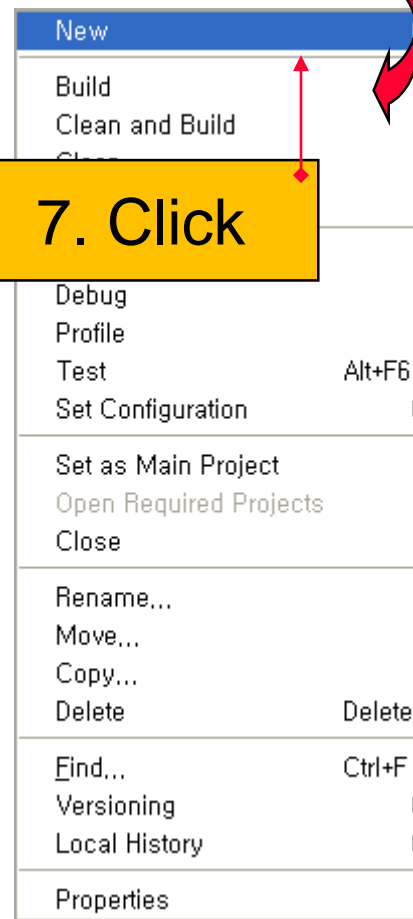 New
Build
Clean and Build
7. Click
Debug
Profile
Test Alt+F6
Set Configuration
Set as Main Project
Open Required Projects
Close
Rename...
Move...
Copy...
Delete Delete
Find... Ctrl+F
Versioning
Local History
Properties